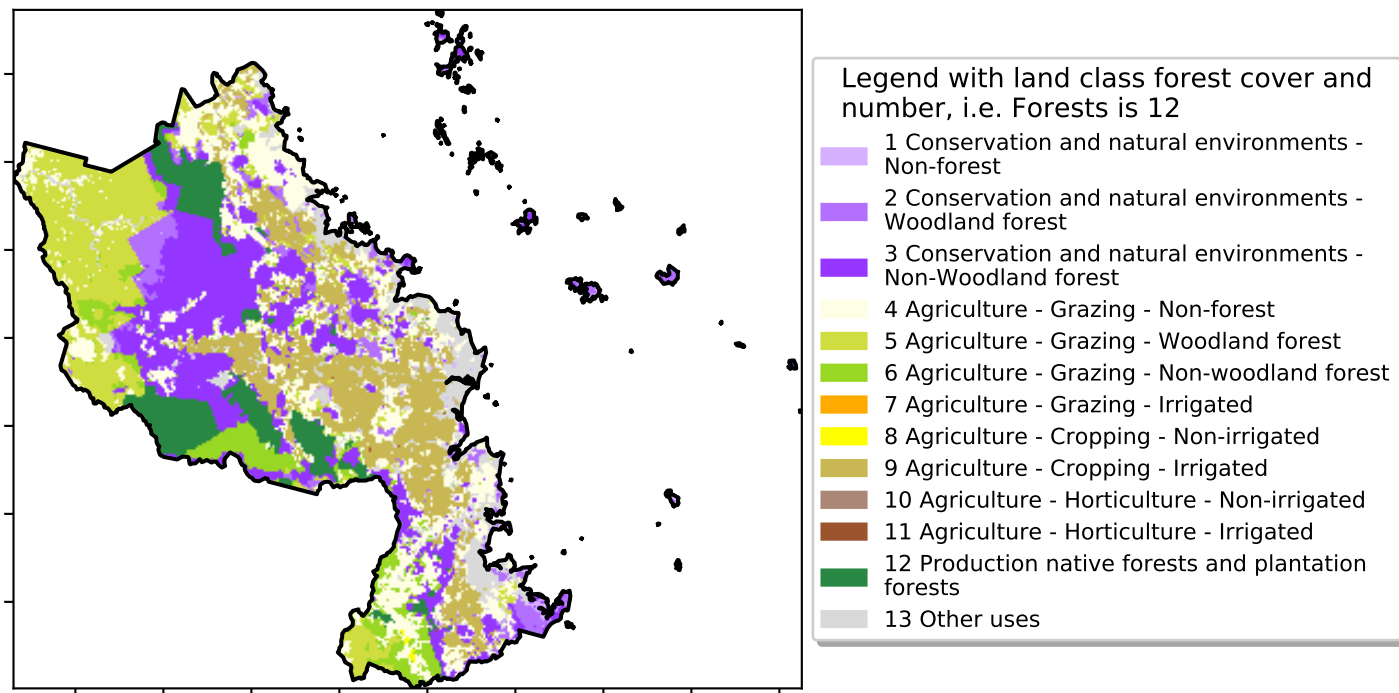 Legend with land class forest cover and
number, i.e. Forests is 12
1 Conservation and natural environments -
Non-forest
2 Conservation and natural environments -
Woodland forest
3 Conservation and natural environments -
Non-Woodland forest
4 Agriculture - Grazing - Non-forest
5 Agriculture - Grazing - Woodland forest
6 Agriculture - Grazing - Non-woodland forest
7 Agriculture - Grazing - Irrigated
8 Agriculture - Cropping - Non-irrigated
9 Agriculture - Cropping - Irrigated
10 Agriculture - Horticulture - Non-irrigated
11 Agriculture - Horticulture - Irrigated
12 Production native forests and plantation
forests
13 Other uses